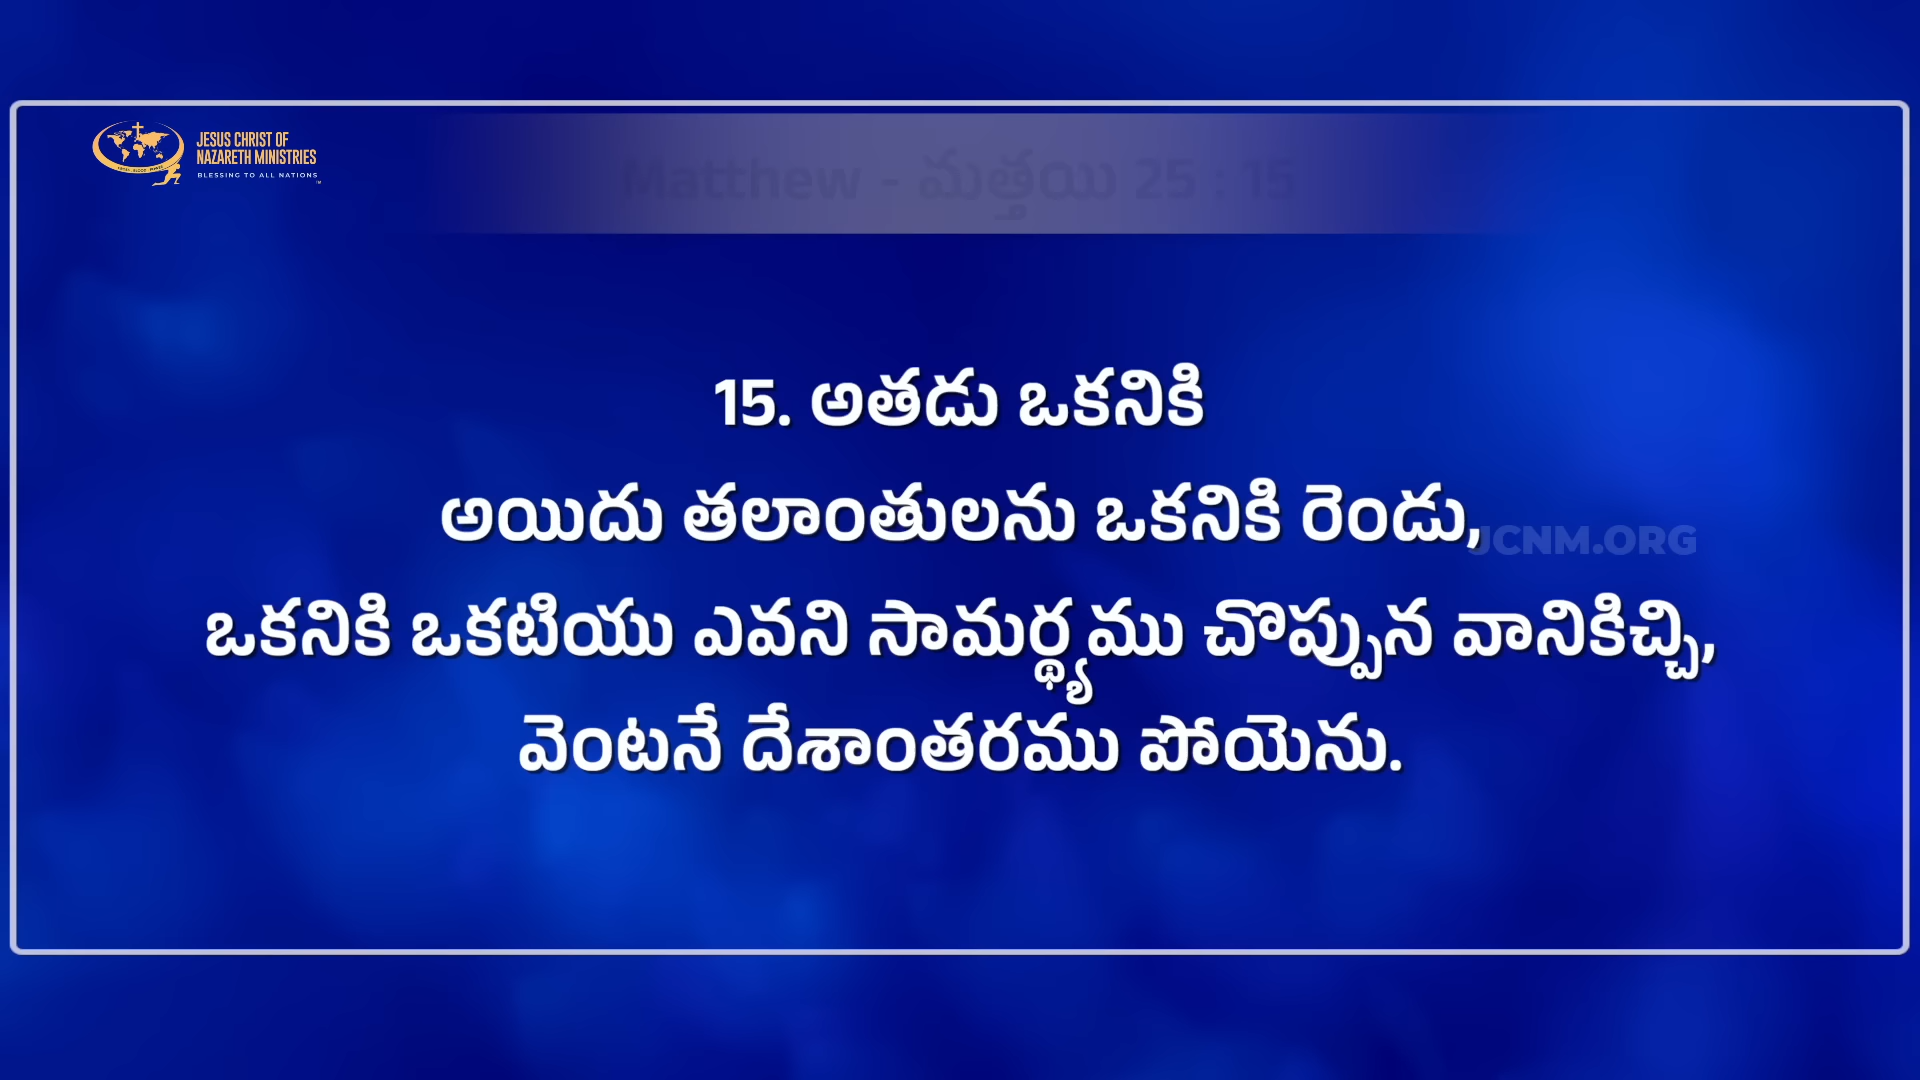 JESUS CHRIST OF
NAZARETH MINISTRIES
BLESSING TO ALL NATIONS
Matthew - మత్తయి 25 : 15
15. అతడు ఒకనికి
అయిదు తలాంతులను ఒకనికి రెండు,
JCNM.ORG
ఒకనికి ఒకటియు ఎవని సామర్థ్యము చొప్పున వానికిచ్చి,
వెంటనే దేశాంతరము పోయెను.